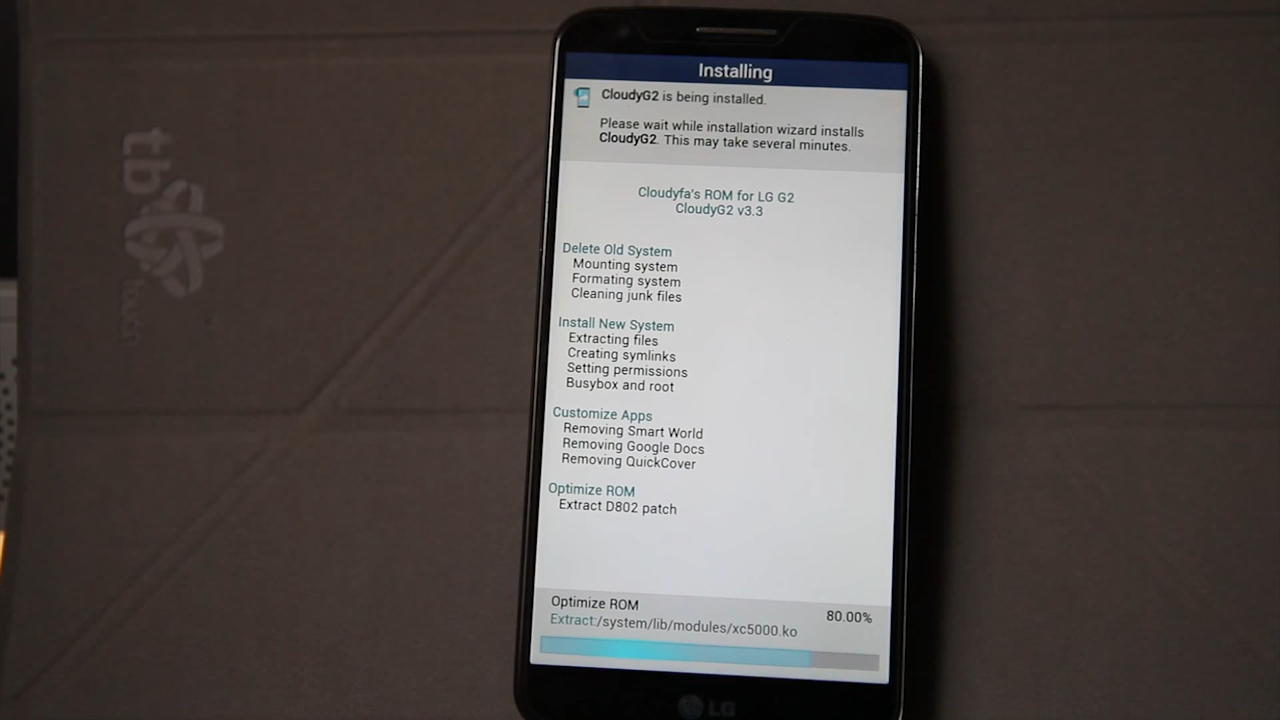 Installing
CloudyG2 is being installed.
Please wait while installation wizard installs
CloudyG2. This may take several minutes.
Cloudyfa's ROM for LG G2
CloudyG2 v3.3
Delete Old System
Mounting system
Formating system
Cleaning junk files
Install New System
Extracting files
Creating symlinks
Setting permissions
Busybox and root
Customize Apps
Removing Smart World
Removing Google Docs
Removing QuickCover
Optimize ROM
Extract D802 patch
Optimize ROM
80.00%
Extract:/system/lib/modules/xc5000.ko
LG
tb
touch